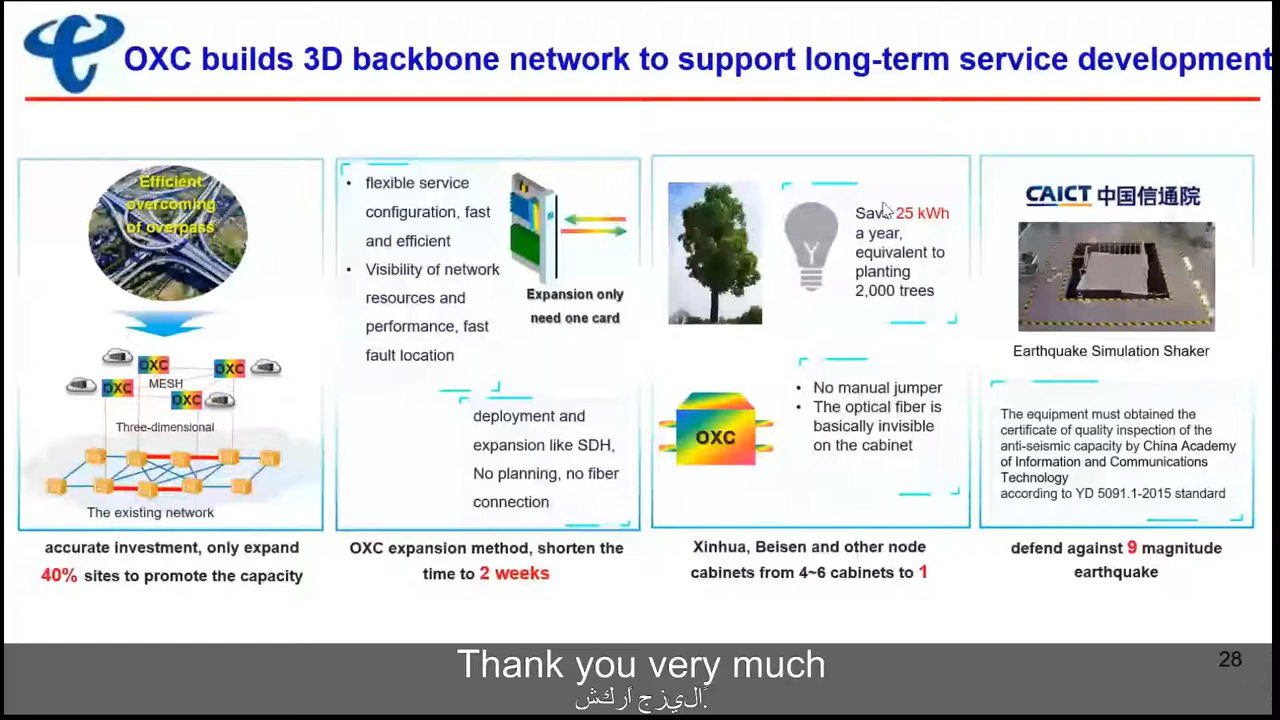 OXC builds 3D backbone network to support long-term service development
Efficient
overcoming
of overpass
OXC
OXC
MESH
OXC
OXC
Three-dimensional
The existing network
accurate investment, only expand
40% sites to promote the capacity
• flexible service
configuration, fast
and efficient
• Visibility of network
resources and
performance, fast
fault location
Expansion only
need one card
deployment and
expansion like SDH,
No planning, no fiber
connection
OXC expansion method, shorten the
time to 2 weeks
Save 25 kWh
a year,
equivalent to
planting
2,000 trees
OXC
• No manual jumper
• The optical fiber is
basically invisible
on the cabinet
Xinhua, Beisen and other node
cabinets from 4~6 cabinets to 1
CAICT 中国信通院
Earthquake Simulation Shaker
The equipment must obtained the
certificate of quality inspection of the
anti-seismic capacity by China Academy
of Information and Communications
Technology
according to YD 5091.1-2015 standard
defend against 9 magnitude
earthquake
28
Thank you very much
شكرًا جزيلاً.